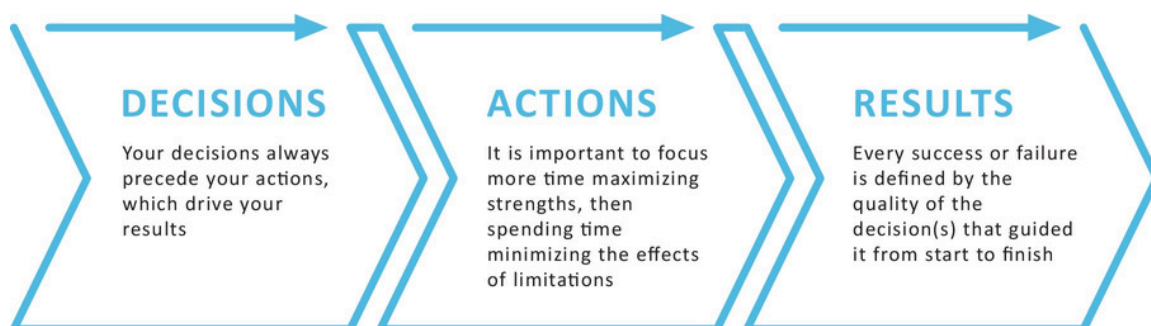 DECISIONS
Your decisions always
precede your actions,
which drive your
results
ACTIONS
It is important to focus
more time maximizing
strengths, then
spending time
minimizing the effects
of limitations
RESULTS
Every success or failure
is defined by the
quality of the
decision(s) that guided
it from start to finish